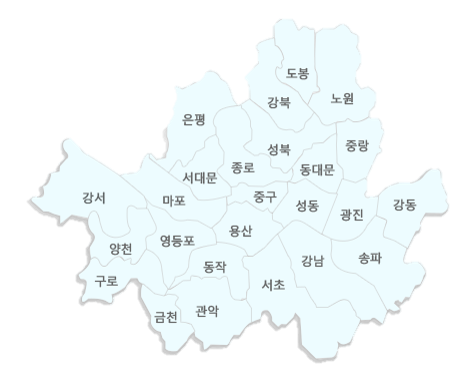 도봉
강북
노원
은평
성북
중랑
서대문
종로
동대문
강서
마포
중구
성동
광진
강동
양천
영등포
용산
동작
강남
송파
구로
서초
금천
관악